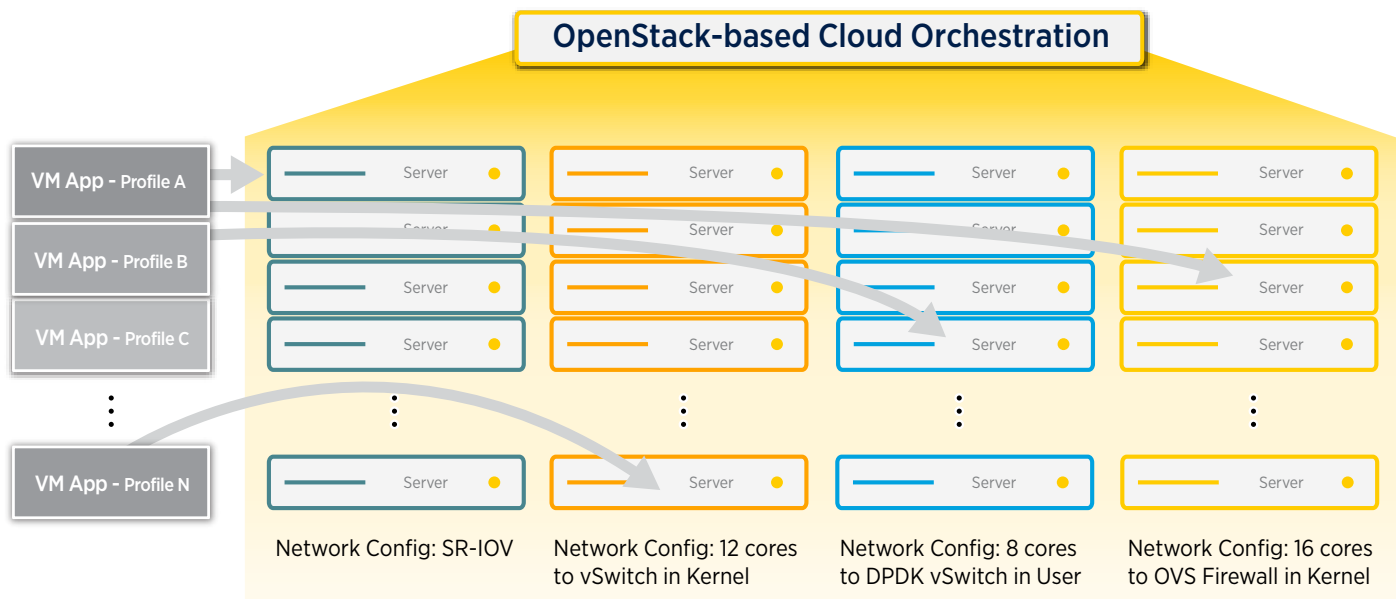 OpenStack-based Cloud Orchestration
VM App - Profile A
VM App - Profile B
VM App - Profile C
VM App - Profile N
Server Server Server Server
Server Server Server Server
Server Server Server Server
Server Server Server Server
Server Server Server Server
Network Config: SR-IOV
Network Config: 12 cores
to vSwitch in Kernel
Network Config: 8 cores
to DPDK vSwitch in User
Network Config: 16 cores
to OVS Firewall in Kernel